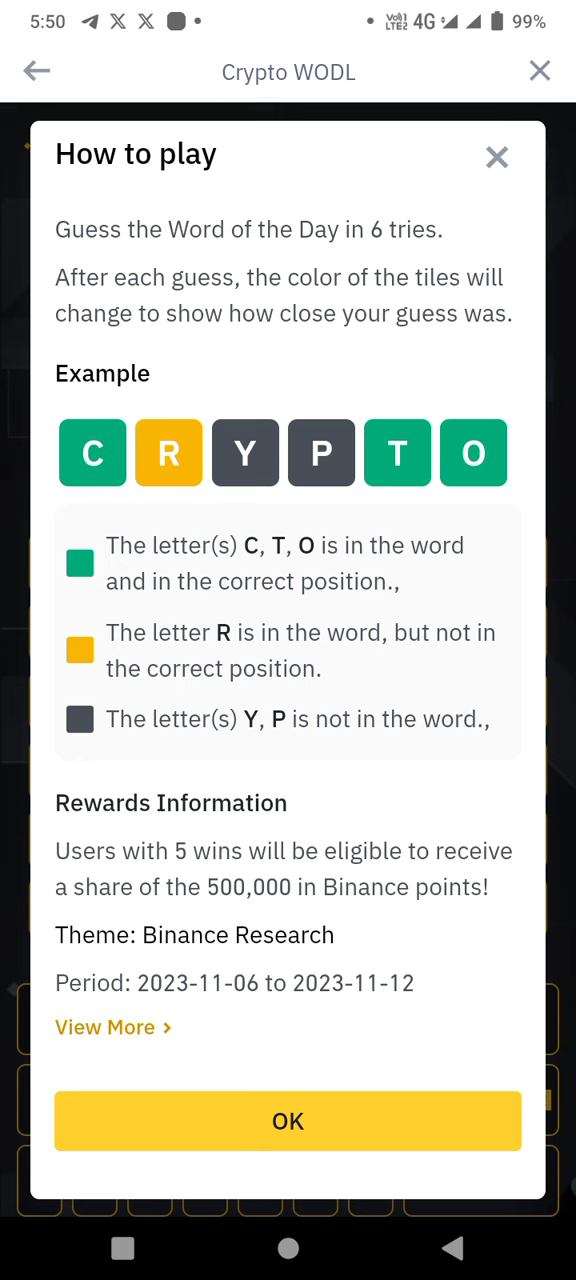 5:50
Vo)) 1 LTE2 4G 99%
Crypto WODL
How to play
Guess the Word of the Day in 6 tries.
After each guess, the color of the tiles will
change to show how close your guess was.
Example
C R Y P T O
The letter(s) C, T, O is in the word
and in the correct position.,
The letter R is in the word, but not in
the correct position.
The letter(s) Y, P is not in the word.,
Rewards Information
Users with 5 wins will be eligible to receive
a share of the 500,000 in Binance points!
Theme: Binance Research
Period: 2023-11-06 to 2023-11-12
View More
OK